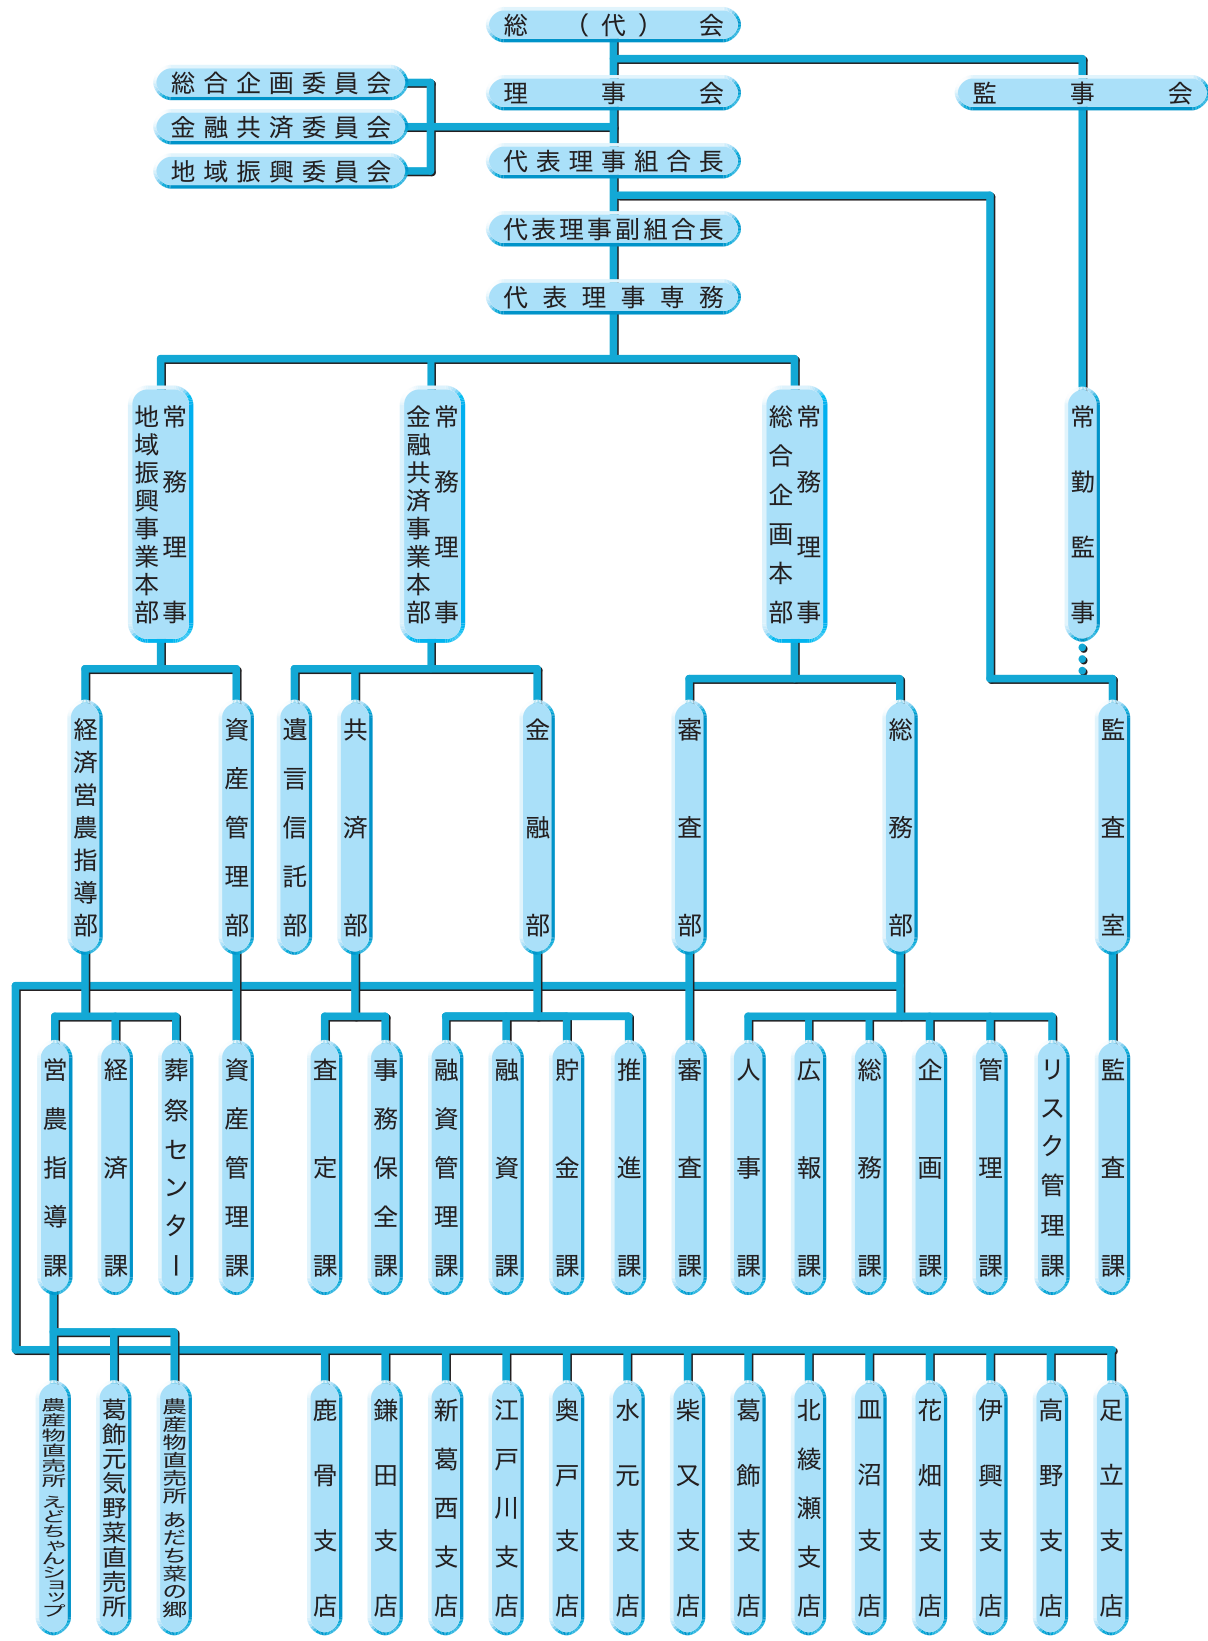 総（代）会
総合企画委員会
理事会
監事会
金融共済委員会
代表理事組合長
地域振興委員会
代表理事副組合長
代表理事専務
常務理事
地域振興事業本部
常務理事
金融共済事業本部
常務理事
総合企画本部
常勤監事
経済営農指導部
資産管理部
遺言信託部
共済部
金融部
審査部
総務部
監査室
営農指導課
経済課
葬祭センター
資産管理課
査定課
事務保全課
融資管理課
融資課
貯金課
推進課
審査課
人事課
広報課
総務課
企画課
管理課
リスク管理課
監査課
農産物直売所 えどちゃんショップ
葛飾元気野菜直売所
農産物直売所 あだち菜の郷
鹿骨支店
鎌田支店
新葛西支店
江戸川支店
奥戸支店
水元支店
柴又支店
葛飾支店
北綾瀬支店
皿沼支店
花畑支店
伊興支店
高野支店
足立支店